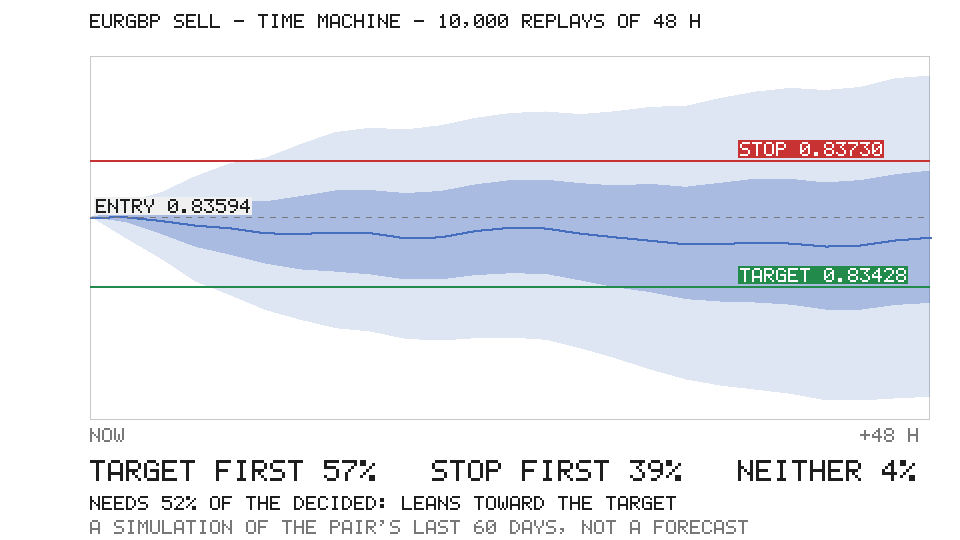 EURGBP SELL - TIME MACHINE - 10,000 REPLAYS OF 48 H
STOP 0.83730
ENTRY 0.83594
TARGET 0.83428
NOW +48 H
TARGET FIRST 57% STOP FIRST 39% NEITHER 4%
NEEDS 52% OF THE DECIDED: LEANS TOWARD THE TARGET
A SIMULATION OF THE PAIR'S LAST 60 DAYS, NOT A FORECAST